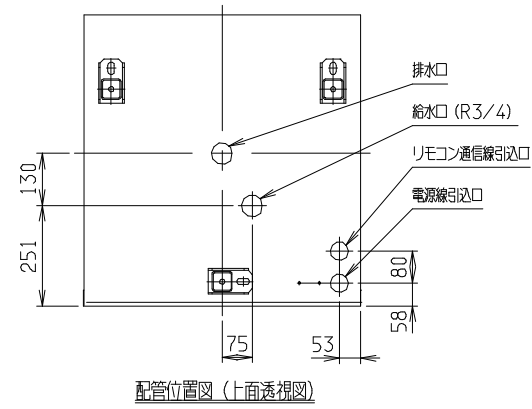 排水口
給水口 (R3/4)
リモコン通信線引込口
電源線引込口
130
251
80
58
75
53
配管位置図 (上面透視図)